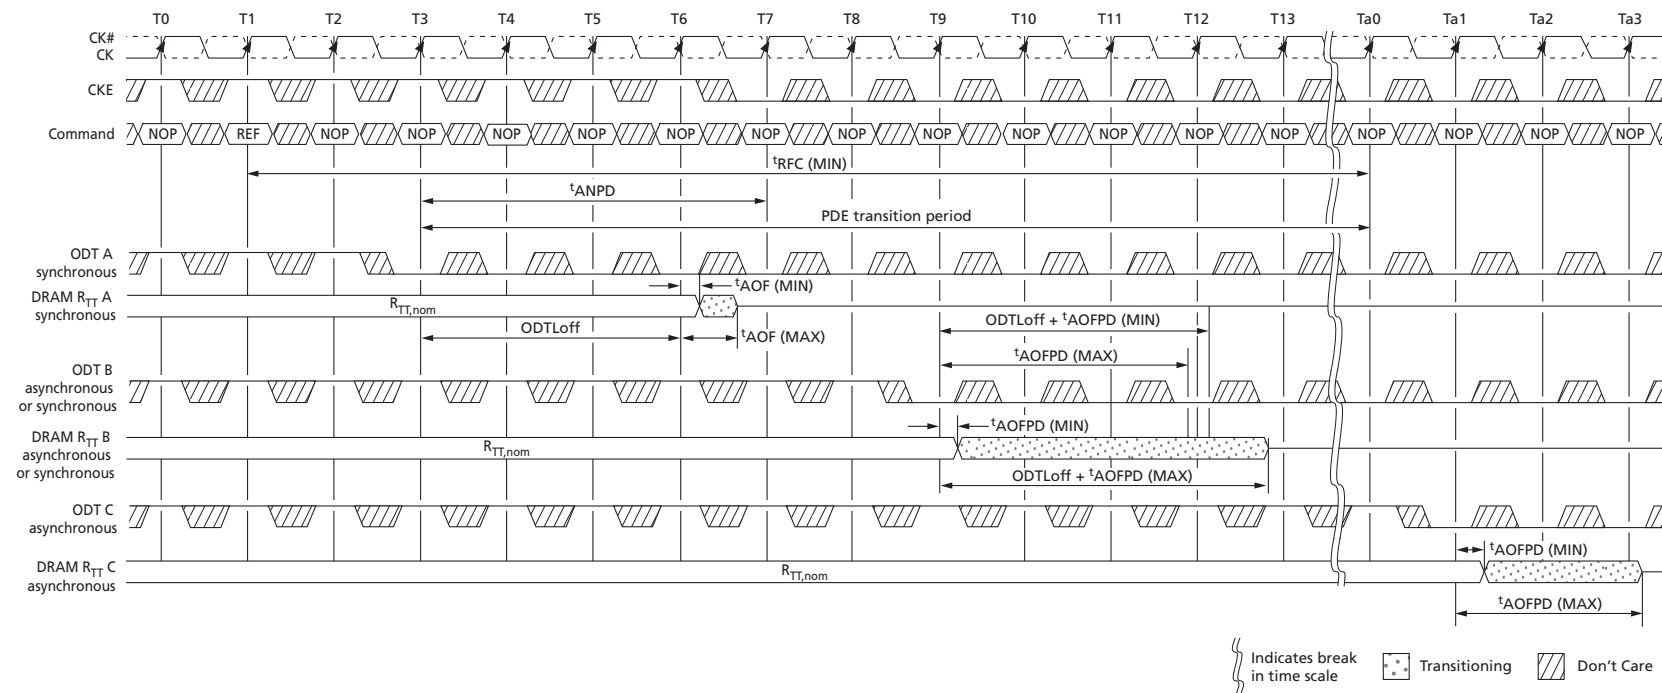 T0 T1 T2 T3 T4 T5 T6 T7 T8 T9 T10 T11 T12 T13 Ta0 Ta1 Ta2 Ta3
CK#
CK
CKE
Command NOP REF NOP NOP NOP NOP NOP NOP NOP NOP NOP NOP NOP NOP NOP NOP NOP NOP
tRFC (MIN)
tANPD
PDE transition period
ODT A
synchronous
tAOF (MIN)
DRAM RTT A
synchronous
RTT,nom
ODTLoff
tAOF (MAX)
ODTLoff + tAOFPD (MIN)
tAOFPD (MAX)
ODT B
asynchronous
or synchronous
tAOFPD (MIN)
DRAM RTT B
asynchronous
or synchronous
RTT,nom
ODTLoff + tAOFPD (MAX)
ODT C
asynchronous
tAOFPD (MIN)
DRAM RTT C
asynchronous
RTT,nom
tAOFPD (MAX)
Indicates break
in time scale
Transitioning
Don't Care